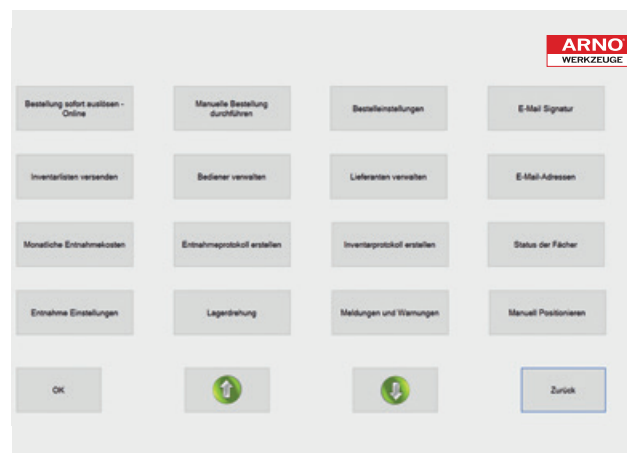 ARNO
WERKZEUGE
Bestellung sofort auslösen -
Online
Manuelle Bestellung
durchführen
Bestelleinstellungen
E-Mail Signatur
Inventarlisten versenden
Bediener verwalten
Lieferanten verwalten
E-Mail-Adressen
Monatliche Entnahmekosten
Entnahmeprotokoll erstellen
Inventarprotokoll erstellen
Status der Fächer
Entnahme Einstellungen
Lagerdrehung
Meldungen und Warnungen
Manuell Positionieren
OK
Zurück